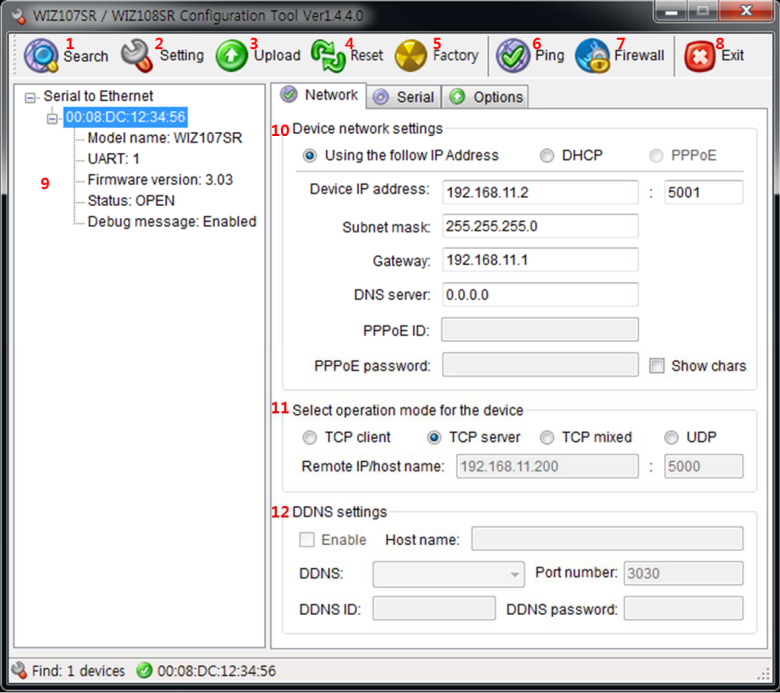 WIZ107SR / WIZ108SR Configuration Tool Ver1.4.4.0
1 2 3 4 5 6 7 8
Search Setting Upload Reset Factory Ping Firewall Exit
Serial to Ethernet
00:08:DC:12:34:56
Model name: WIZ107SR
UART: 1
9
Firmware version: 3.03
Status: OPEN
Debug message: Enabled
Network Serial Options
10 Device network settings
Using the follow IP Address DHCP PPPoE
Device IP address: 192.168.11.2 : 5001
Subnet mask: 255.255.255.0
Gateway: 192.168.11.1
DNS server: 0.0.0.0
PPPoE ID:
PPPoE password: Show chars
11 Select operation mode for the device
TCP client TCP server TCP mixed UDP
Remote IP/host name: 192.168.11.200 : 5000
12 DDNS settings
Enable Host name:
DDNS: Port number: 3030
DDNS ID: DDNS password:
Find: 1 devices 00:08:DC:12:34:56